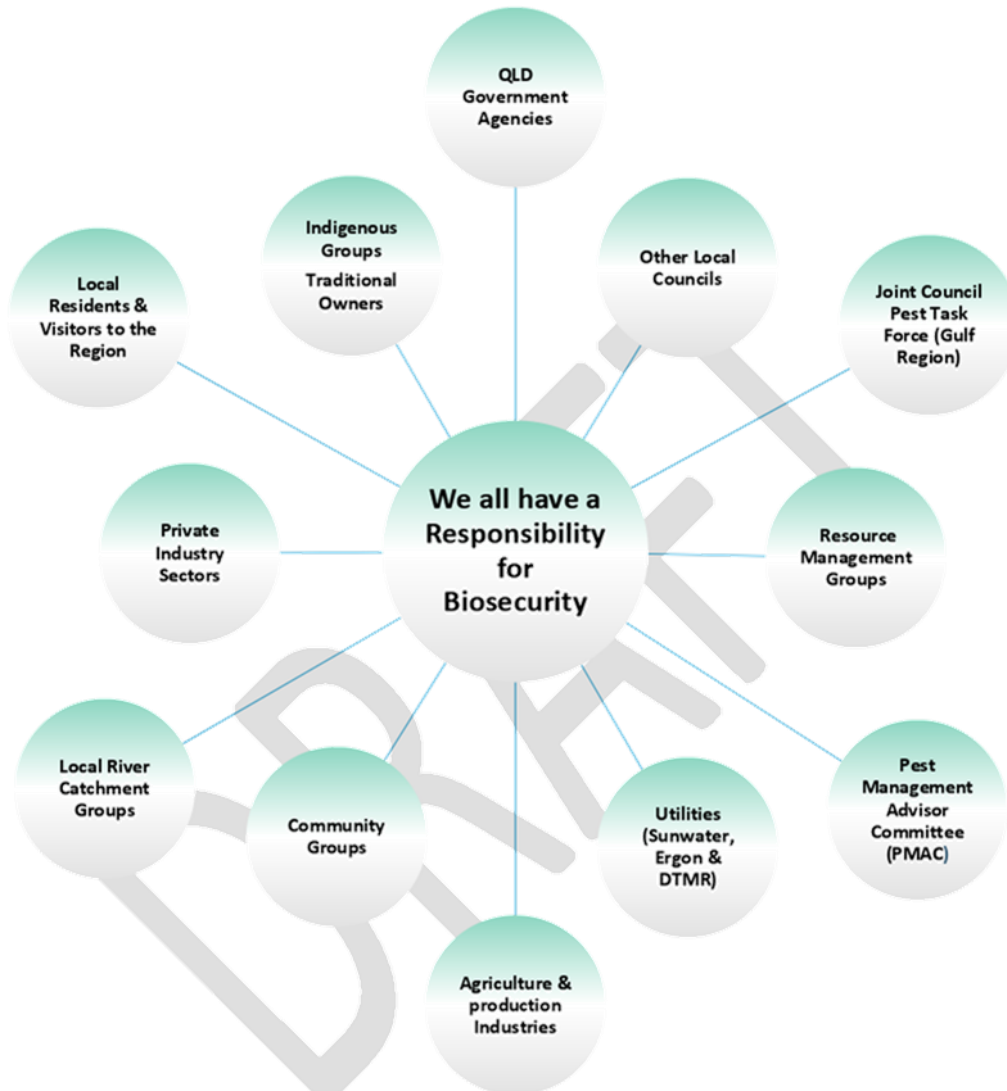 QLD
Government
Agencies
Indigenous
Groups
Traditional
Owners
Other Local
Councils
Local
Residents &
Visitors to the
Region
Joint Council
Pest Task
Force (Gulf
Region)
We all have a
Responsibility
for
Biosecurity
Private
Industry
Sectors
Resource
Management
Groups
Local River
Catchment
Groups
Community
Groups
Utilities
(Sunwater,
Ergon &
DTMR)
Pest
Management
Advisor
Committee
(PMAC)
Agriculture &
production
Industries
DRAFT